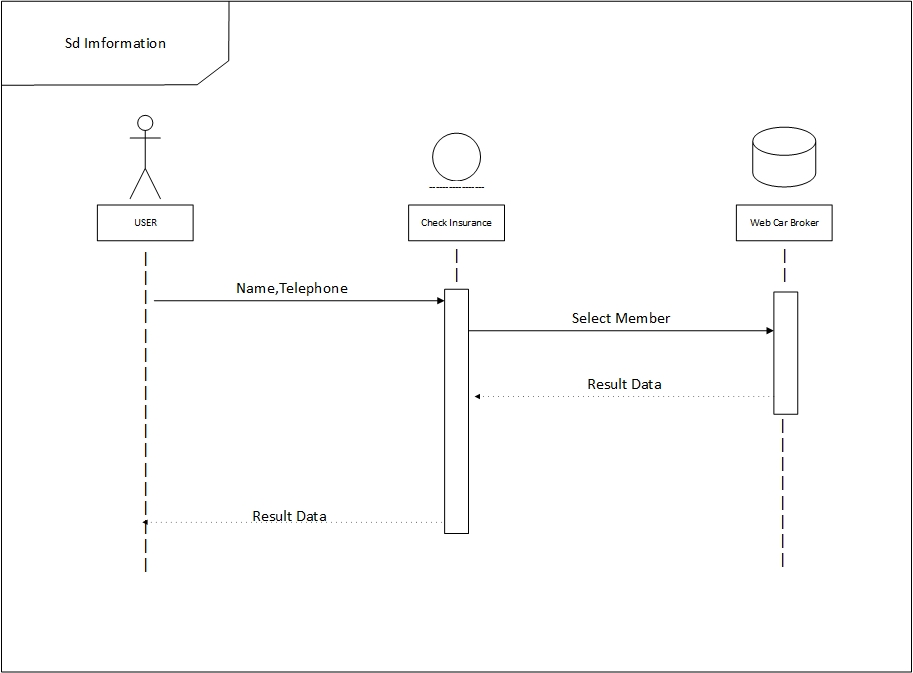 Sd Imformation
USER
Check Insurance
Web Car Broker
Name,Telephone
Select Member
Result Data
Result Data